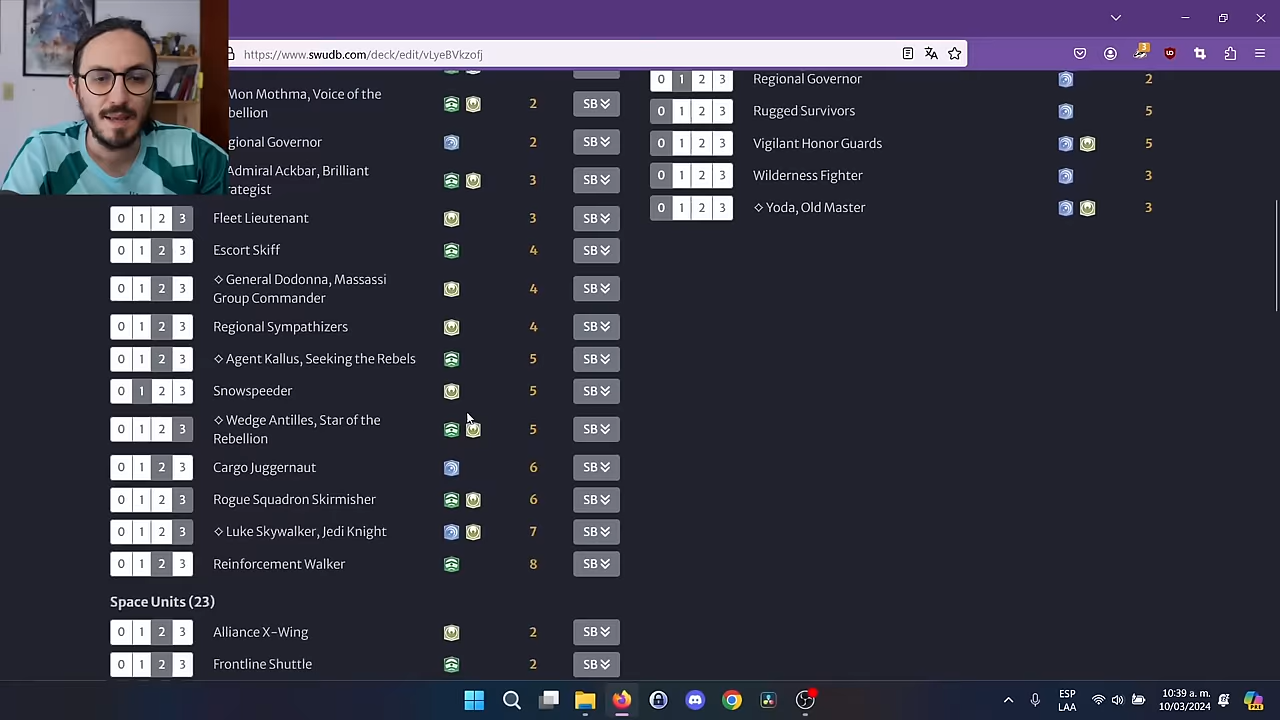 https://www.swudb.com/deck/edit/vLyeBVkzofj
3
Mon Mothma, Voice of the
bellion
2
SB
gional Governor
2
SB
Admiral Ackbar, Brilliant
rategist
3
SB
0 1 2 3 Fleet Lieutenant 3 SB
0 1 2 3 Escort Skiff 4 SB
0 1 2 3 General Dodonna, Massassi
Group Commander
4 SB
0 1 2 3 Regional Sympathizers 4 SB
0 1 2 3 Agent Kallus, Seeking the Rebels 5 SB
0 1 2 3 Snowspeeder 5 SB
0 1 2 3 Wedge Antilles, Star of the
Rebellion
5 SB
0 1 2 3 Cargo Juggernaut 6 SB
0 1 2 3 Rogue Squadron Skirmisher 6 SB
0 1 2 3 Luke Skywalker, Jedi Knight 7 SB
0 1 2 3 Reinforcement Walker 8 SB
Space Units (23)
0 1 2 3 Alliance X-Wing 2 SB
0 1 2 3 Frontline Shuttle 2 SB
0 1 2 3 Regional Governor 2
0 1 2 3 Rugged Survivors 5
0 1 2 3 Vigilant Honor Guards 5
0 1 2 3 Wilderness Fighter 3
0 1 2 3 Yoda, Old Master 3
ESP
LAA
10:39 a. m.
10/03/2024